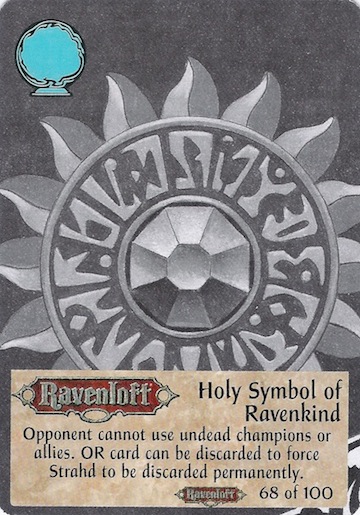 Ravenloft
Holy Symbol of
Ravenkind
Opponent cannot use undead champions or
allies. OR card can be discarded to force
Strahd to be discarded permanently.
Ravenloft 68 of 100